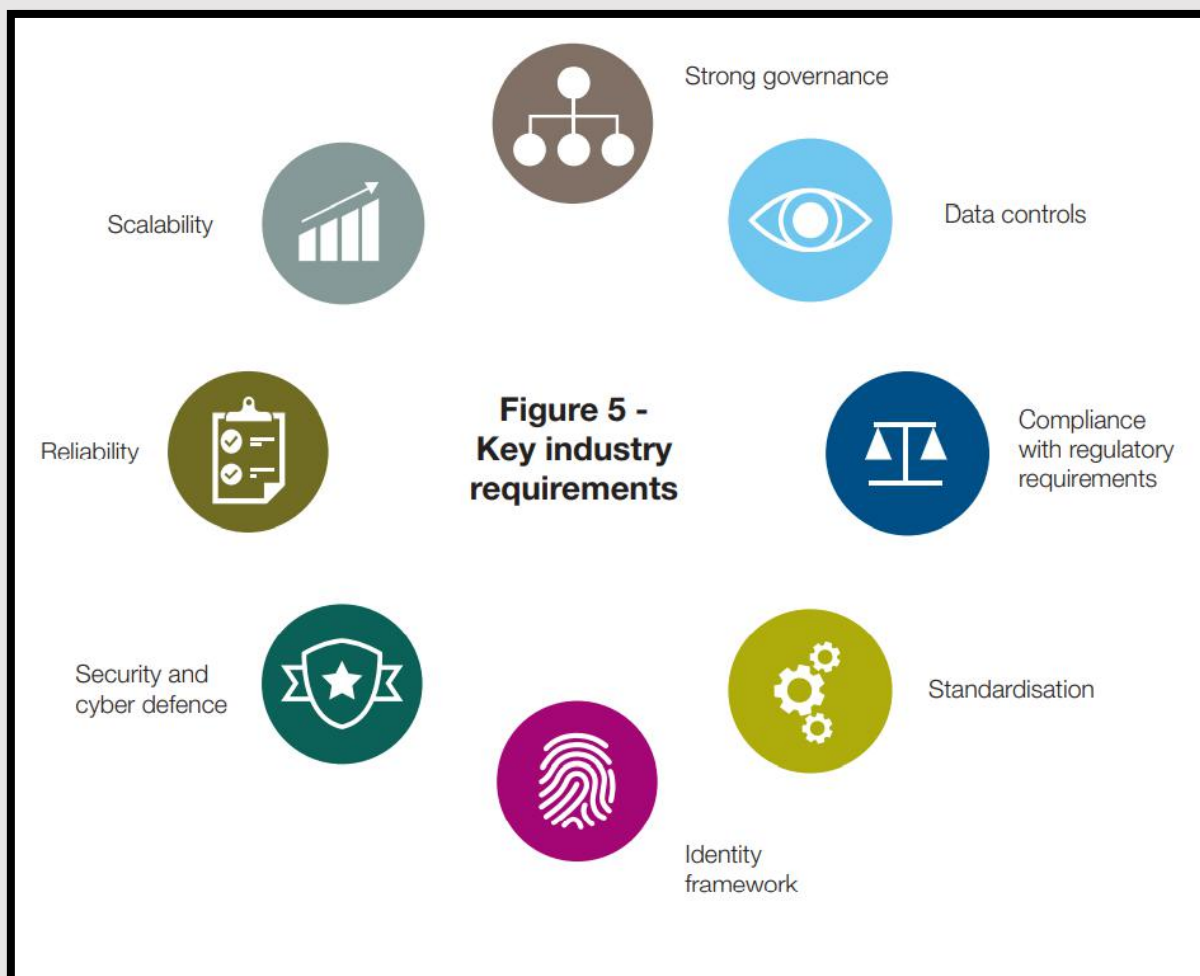 Strong governance
Data controls
Scalability
Figure 5 -
Key industry
requirements
Compliance
with regulatory
requirements
Reliability
Security and
cyber defence
Standardisation
Identity
framework